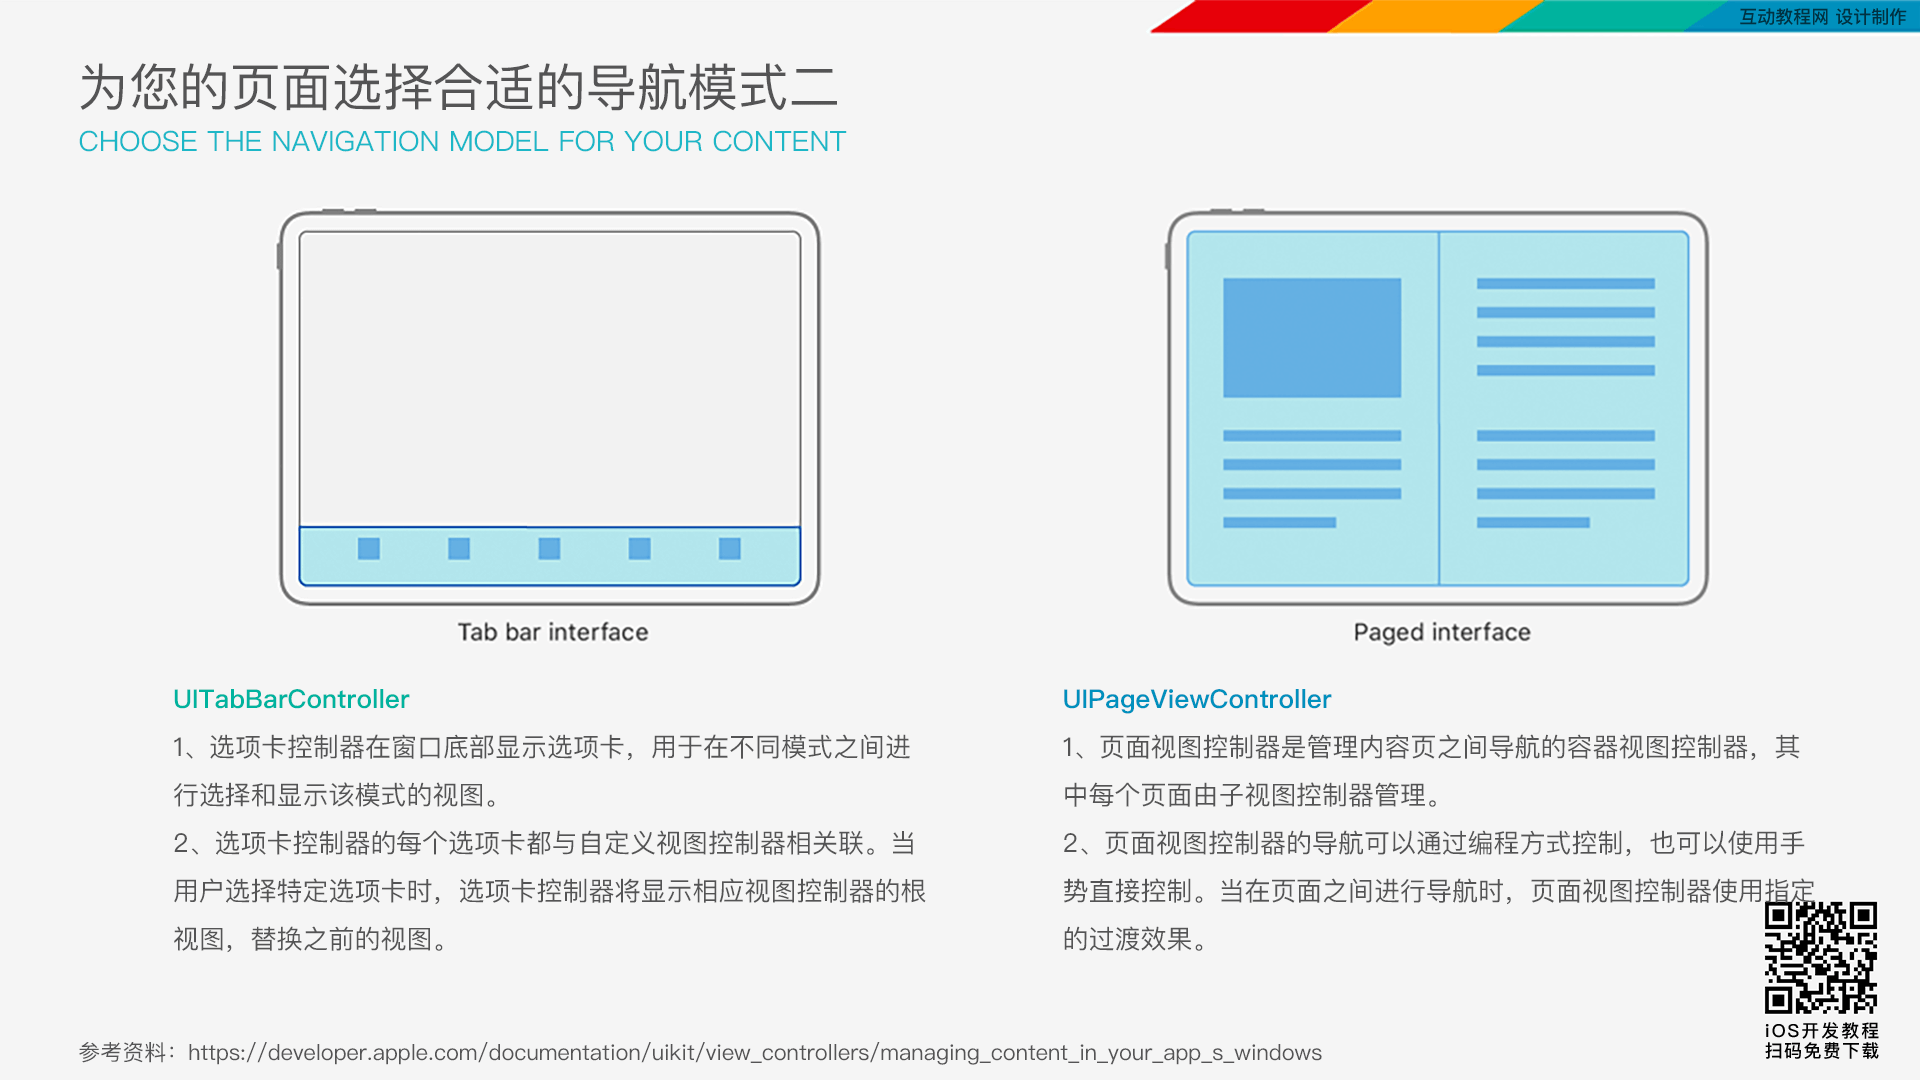 互动教程网 设计制作
为您的页面选择合适的导航模式二
CHOOSE THE NAVIGATION MODEL FOR YOUR CONTENT
Tab bar interface
Paged interface
UITabBarController
1、选项卡控制器在窗口底部显示选项卡，用于在不同模式之间进
行选择和显示该模式的视图。
2、选项卡控制器的每个选项卡都与自定义视图控制器相关联。当
用户选择特定选项卡时，选项卡控制器将显示相应视图控制器的根
视图，替换之前的视图。
UIPageViewController
1、页面视图控制器是管理内容页之间导航的容器视图控制器，其
中每个页面由子视图控制器管理。
2、页面视图控制器的导航可以通过编程方式控制，也可以使用手
势直接控制。当在页面之间进行导航时，页面视图控制器使用指定
的过渡效果。
iOS开发教程
扫码免费下载
参考资料：https://developer.apple.com/documentation/uikit/view_controllers/managing_content_in_your_app_s_windows